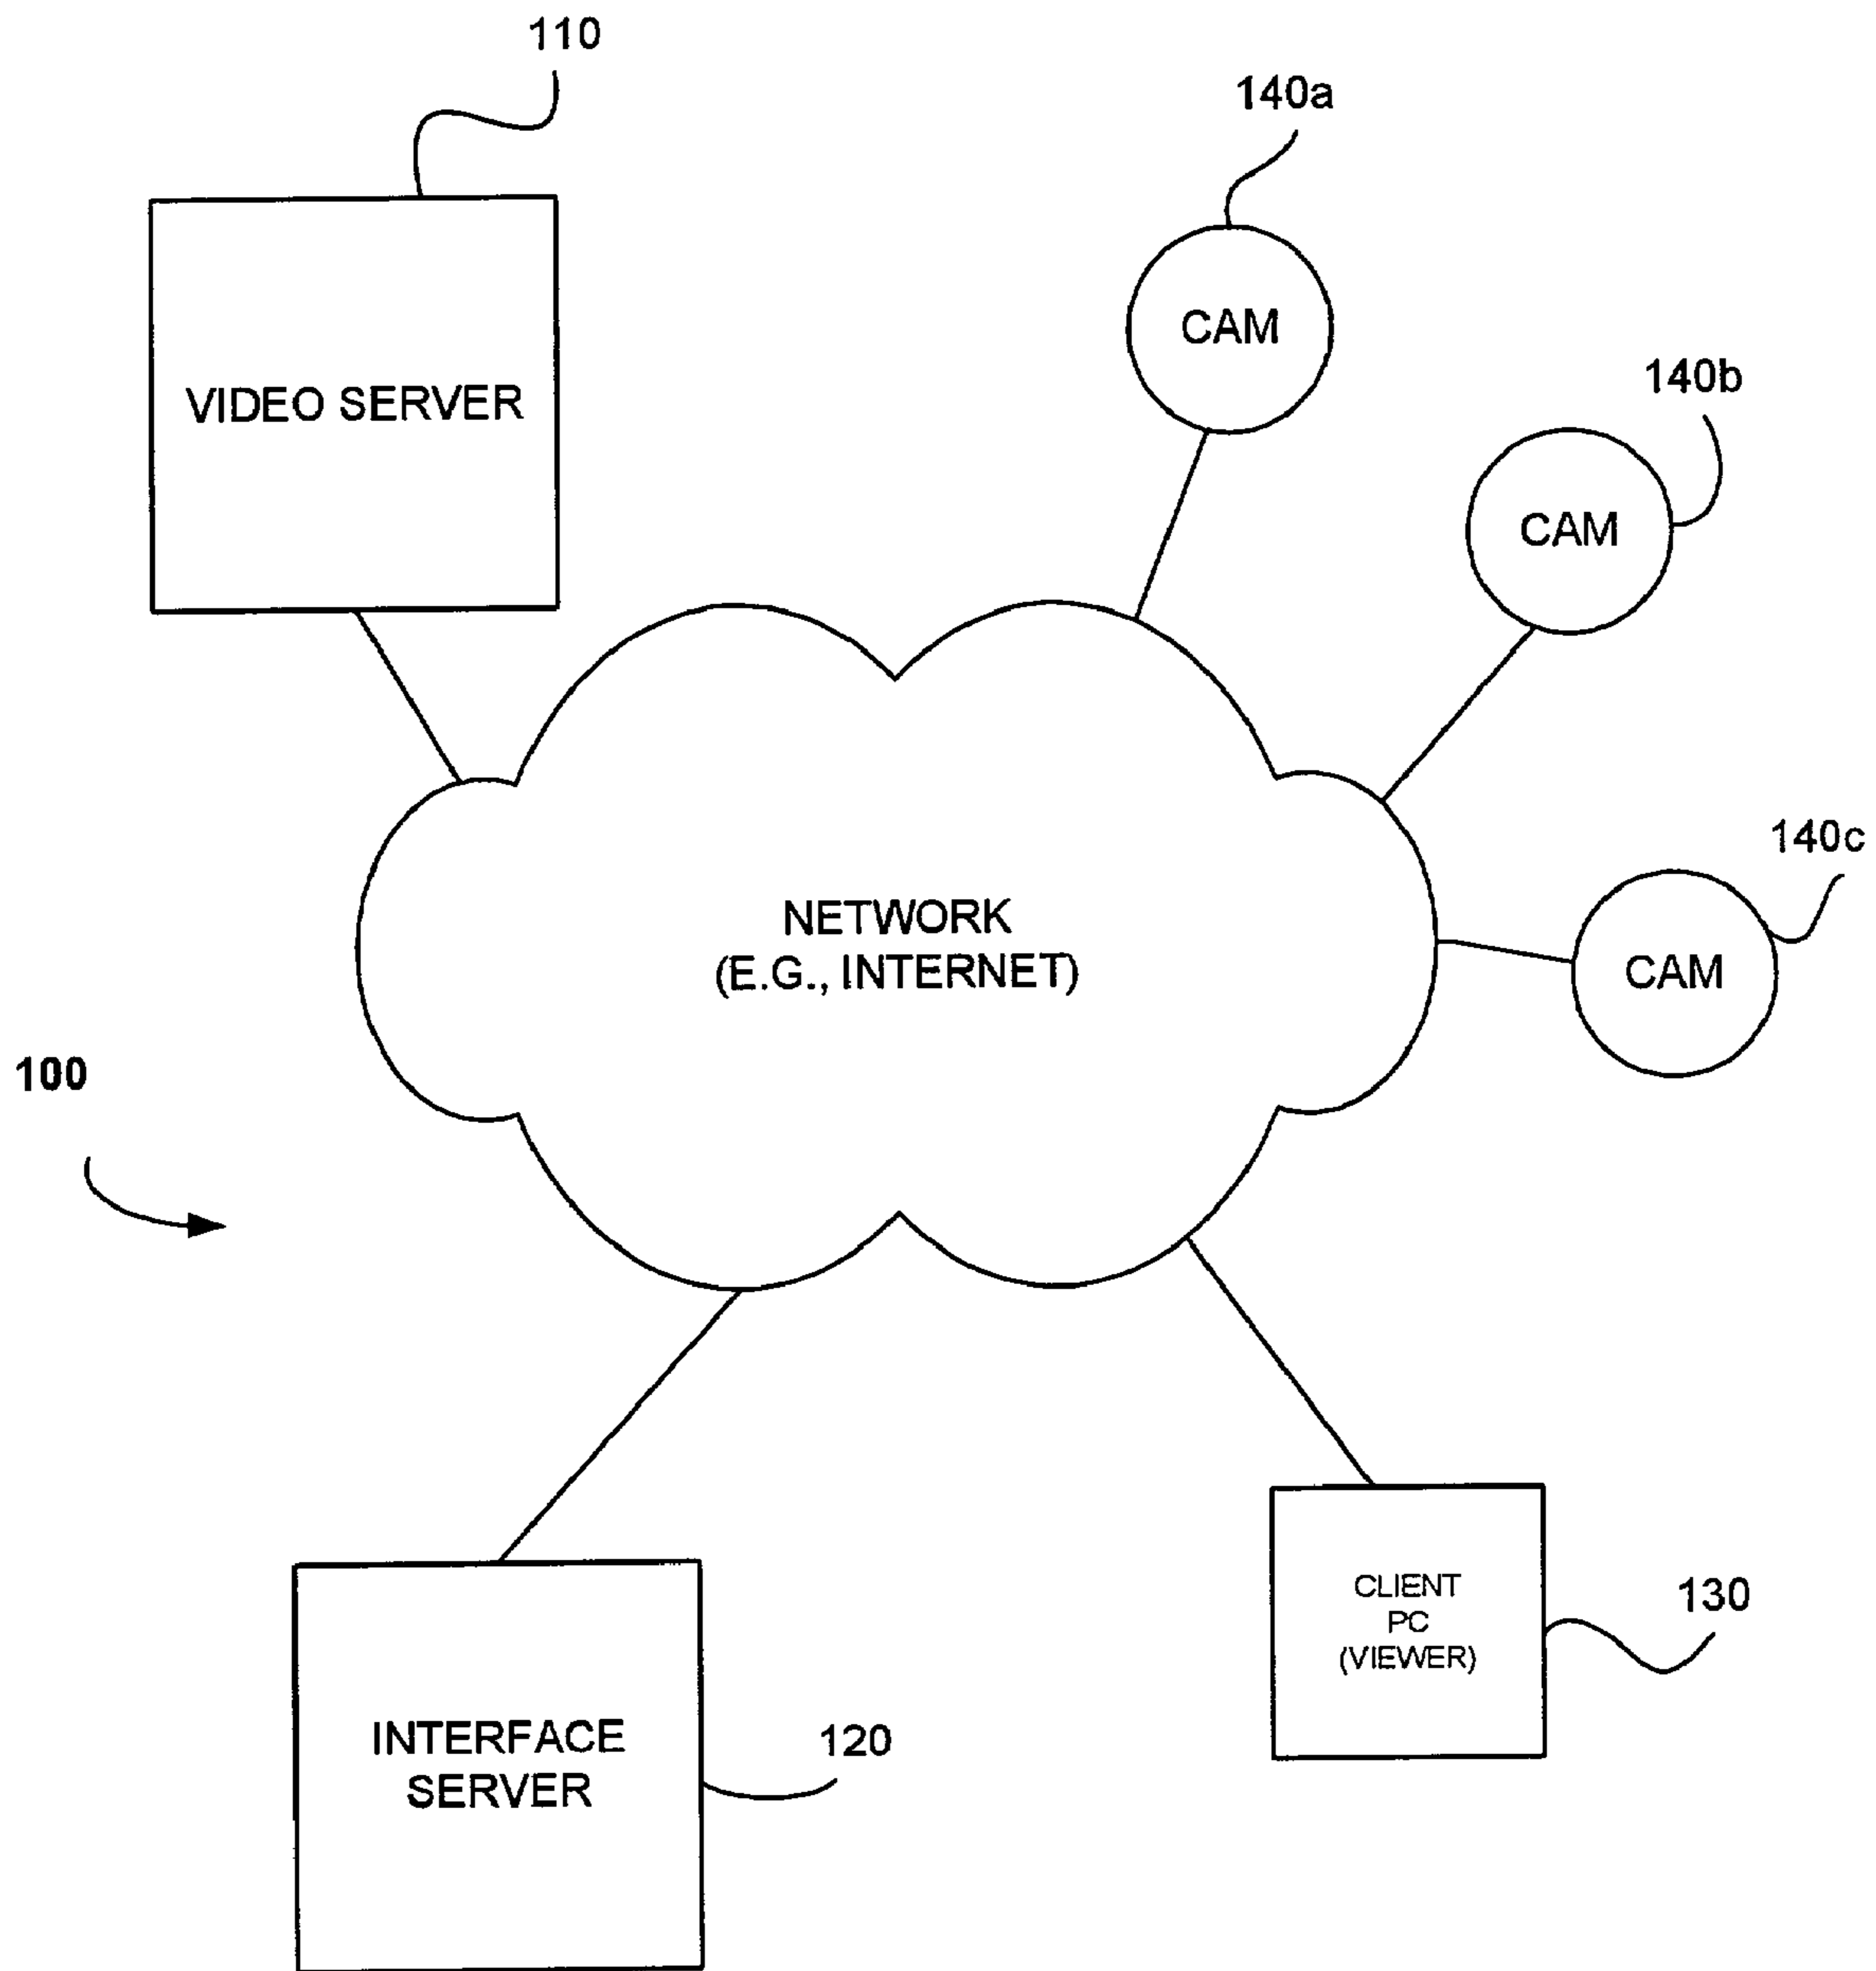 110
140a
CAM
140b
VIDEO SERVER
CAM
140c
NETWORK
(E.G., INTERNET)
CAM
100
CLIENT
PC
(VIEWER)
130
INTERFACE
SERVER
120